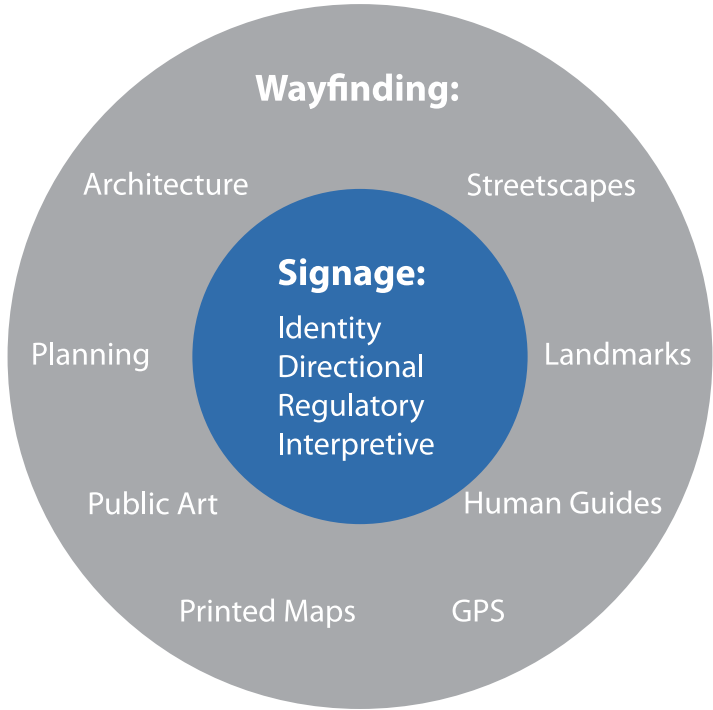 Wayfinding:
Architecture
Streetscapes
Signage:
Identity
Directional
Regulatory
Interpretive
Planning
Landmarks
Public Art
Human Guides
Printed Maps
GPS